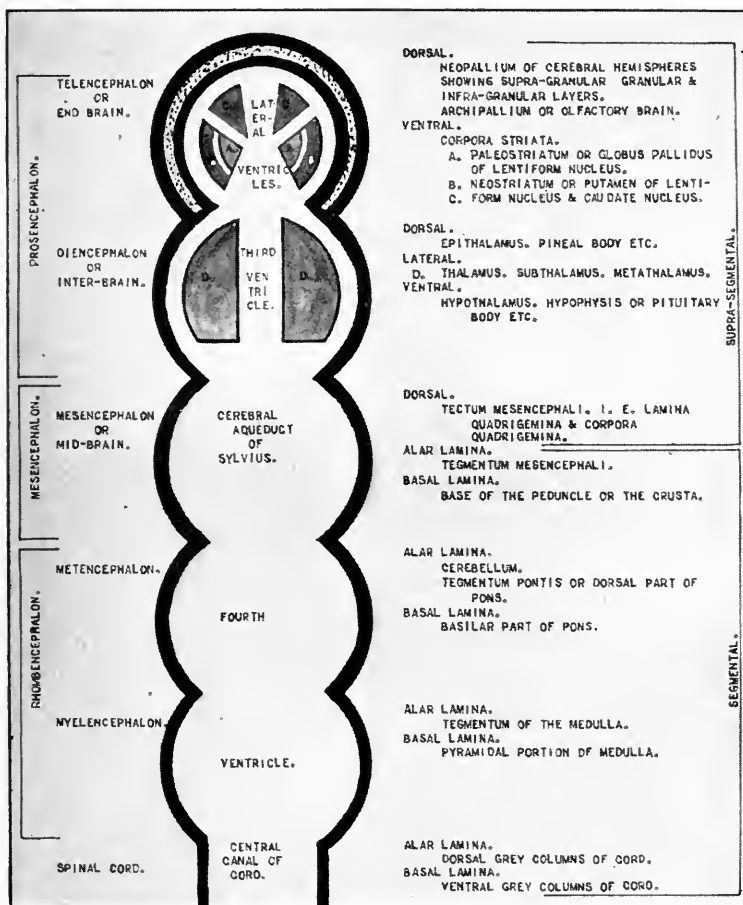 PROSENCEPHALON.
TELENCEPHALON
OR
END BRAIN.
DIENCEPHALON
OR
INTER-BRAIN.
MESENCEPHALON.
MESENCEPHALON
OR
MID-BRAIN.
RHOMBENCEPRALON.
METENCEPHALON.
MYELENCEPHALON.
SPINAL CORD.
C.
LAT-
ER-
AL
C.
A.
B.
A.
B.
VENTRIC
LES.
D.
THIRD
VEN
TRI
CLE.
D.
CEREBRAL
AQUEDUCT
OF
SYLVIUS.
FOURTH
VENTRICLE.
CENTRAL
CANAL OF
CORD.
DORSAL.
NEOPALLIUM OF CEREBRAL HEMISPHERES
SHOWING SUPRA-GRANULAR GRANULAR &
INFRA-GRANULAR LAYERS.
ARCHIPALLIUM OR OLFACTORY BRAIN.
VENTRAL.
CORPORA STRIATA.
A. PALEOSTRIATUM OR GLOBUS PALLIDUS
OF LENTIFORM NUCLEUS.
B. NEOSTRIATUM OR PUTAMEN OF LENTI-
C. FORM NUCLEUS & CAUDATE NUCLEUS.
DORSAL.
EPITHALAMUS. PINEAL BODY ETC.
LATERAL.
D. THALAMUS. SUBTHALAMUS. METATHALAMUS.
VENTRAL.
HYPOTHALAMUS. HYPOPHYSIS OR PITUITARY
BODY ETC.
DORSAL.
TECTUM MESENCEPHALI. I. E. LAMINA
QUADRIGEMINA & CORPORA
QUADRIGEMINA.
ALAR LAMINA.
TEGMENTUM MESENCEPHALI.
BASAL LAMINA.
BASE OF THE PEDUNCLE OR THE CRUSTA.
ALAR LAMINA.
CEREBELLUM.
TEGMENTUM PONTIS OR DORSAL PART OF
PONS.
BASAL LAMINA.
BASILAR PART OF PONS.
ALAR LAMINA.
TEGMENTUM OF THE MEDULLA.
BASAL LAMINA.
PYRAMIDAL PORTION OF MEDULLA.
ALAR LAMINA.
DORSAL GREY COLUMNS OF CORD.
BASAL LAMINA.
VENTRAL GREY COLUMNS OF CORD.
SUPRA-SEGMENTAL.
SEGMENTAL.